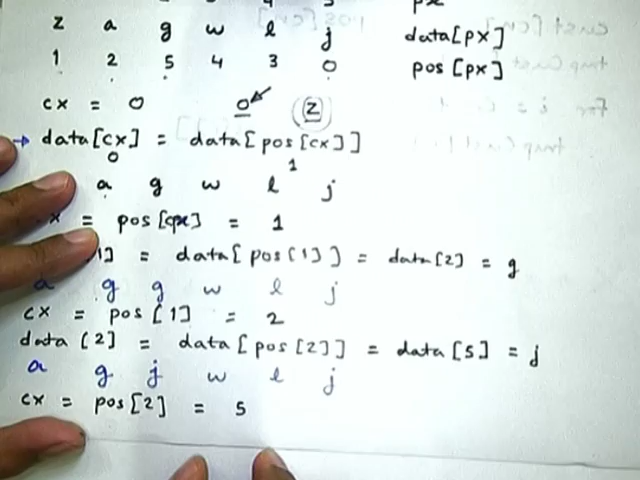 z a g w l j data[px]
1 2 5 4 3 0 pos[px]
cx = 0 0 z
data[cx] = data[pos[cx]]
0 1
a g w l j
= pos[cpx] = 1
1] = data[pos[1]] = data[2] = g
a g g w l j
cx = pos[1] = 2
data[2] = data[pos[2]] = data[5] = j
a g j w l j
cx = pos[2] = 5